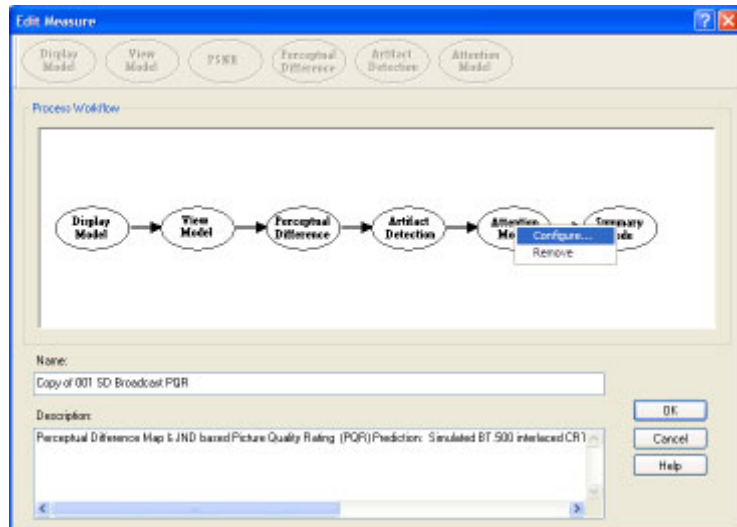 Edit Measure
Display Model
View Model
PSNR
Perceptual Difference
Artifact Detection
Attention Model
Process Workflow
Display Model
View Model
Perceptual Difference
Artifact Detection
Attention
Summary
Configure...
Remove
Name:
Copy of 001 SD Broadcast PQR
Description:
Perceptual Difference Map & JND based Picture Quality Rating (PQR) Prediction: Simulated BT.500 interlaced CRT
OK
Cancel
Help